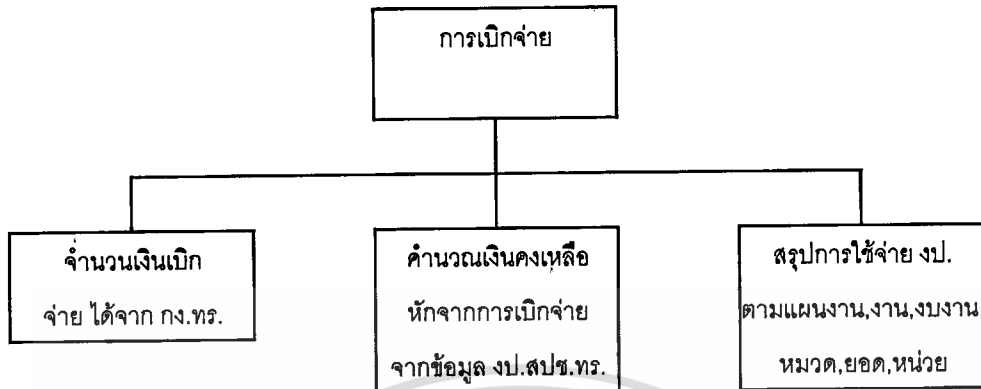 การเบิกจ่าย
จำนวนเงินเบิก
จ่าย ได้จาก กง.ทร.
คำนวณเงินคงเหลือ
หักจากการเบิกจ่าย
จากข้อมูล งป.สปช.ทร.
สรุปการใช้จ่าย งป.
ตามแผนงาน,งาน,งบงาน,
หมวด,ยอด,หน่วย